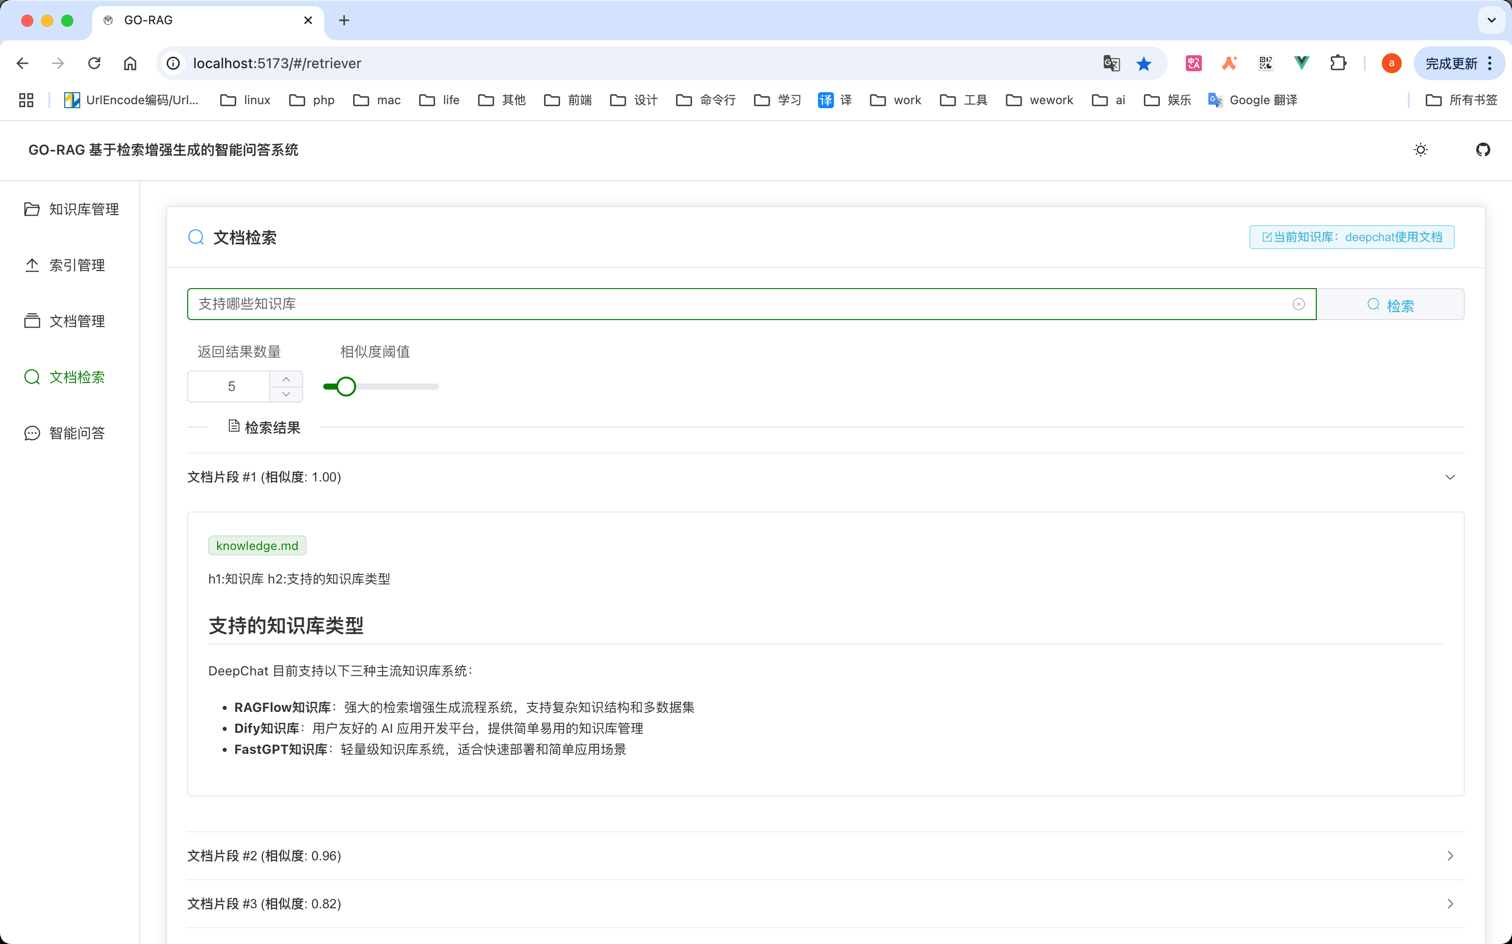 GO-RAG
localhost:5173/#/retriever
a
完成更新
UrlEncode编码/Url...
linux
php
mac
life
其他
前端
设计
命令行
学习
译 译
work
工具
wework
ai
娱乐
Google 翻译
所有书签
GO-RAG 基于检索增强生成的智能问答系统
知识库管理
索引管理
文档管理
文档检索
智能问答
文档检索
当前知识库：deepchat使用文档
支持哪些知识库
检索
返回结果数量
相似度阈值
5
检索结果
文档片段 #1 (相似度: 1.00)
knowledge.md
h1:知识库 h2:支持的知识库类型
支持的知识库类型
DeepChat 目前支持以下三种主流知识库系统：
• RAGFlow知识库：强大的检索增强生成流程系统，支持复杂知识结构和多数据集
• Dify知识库：用户友好的 AI 应用开发平台，提供简单易用的知识库管理
• FastGPT知识库：轻量级知识库系统，适合快速部署和简单应用场景
文档片段 #2 (相似度: 0.96)
文档片段 #3 (相似度: 0.82)